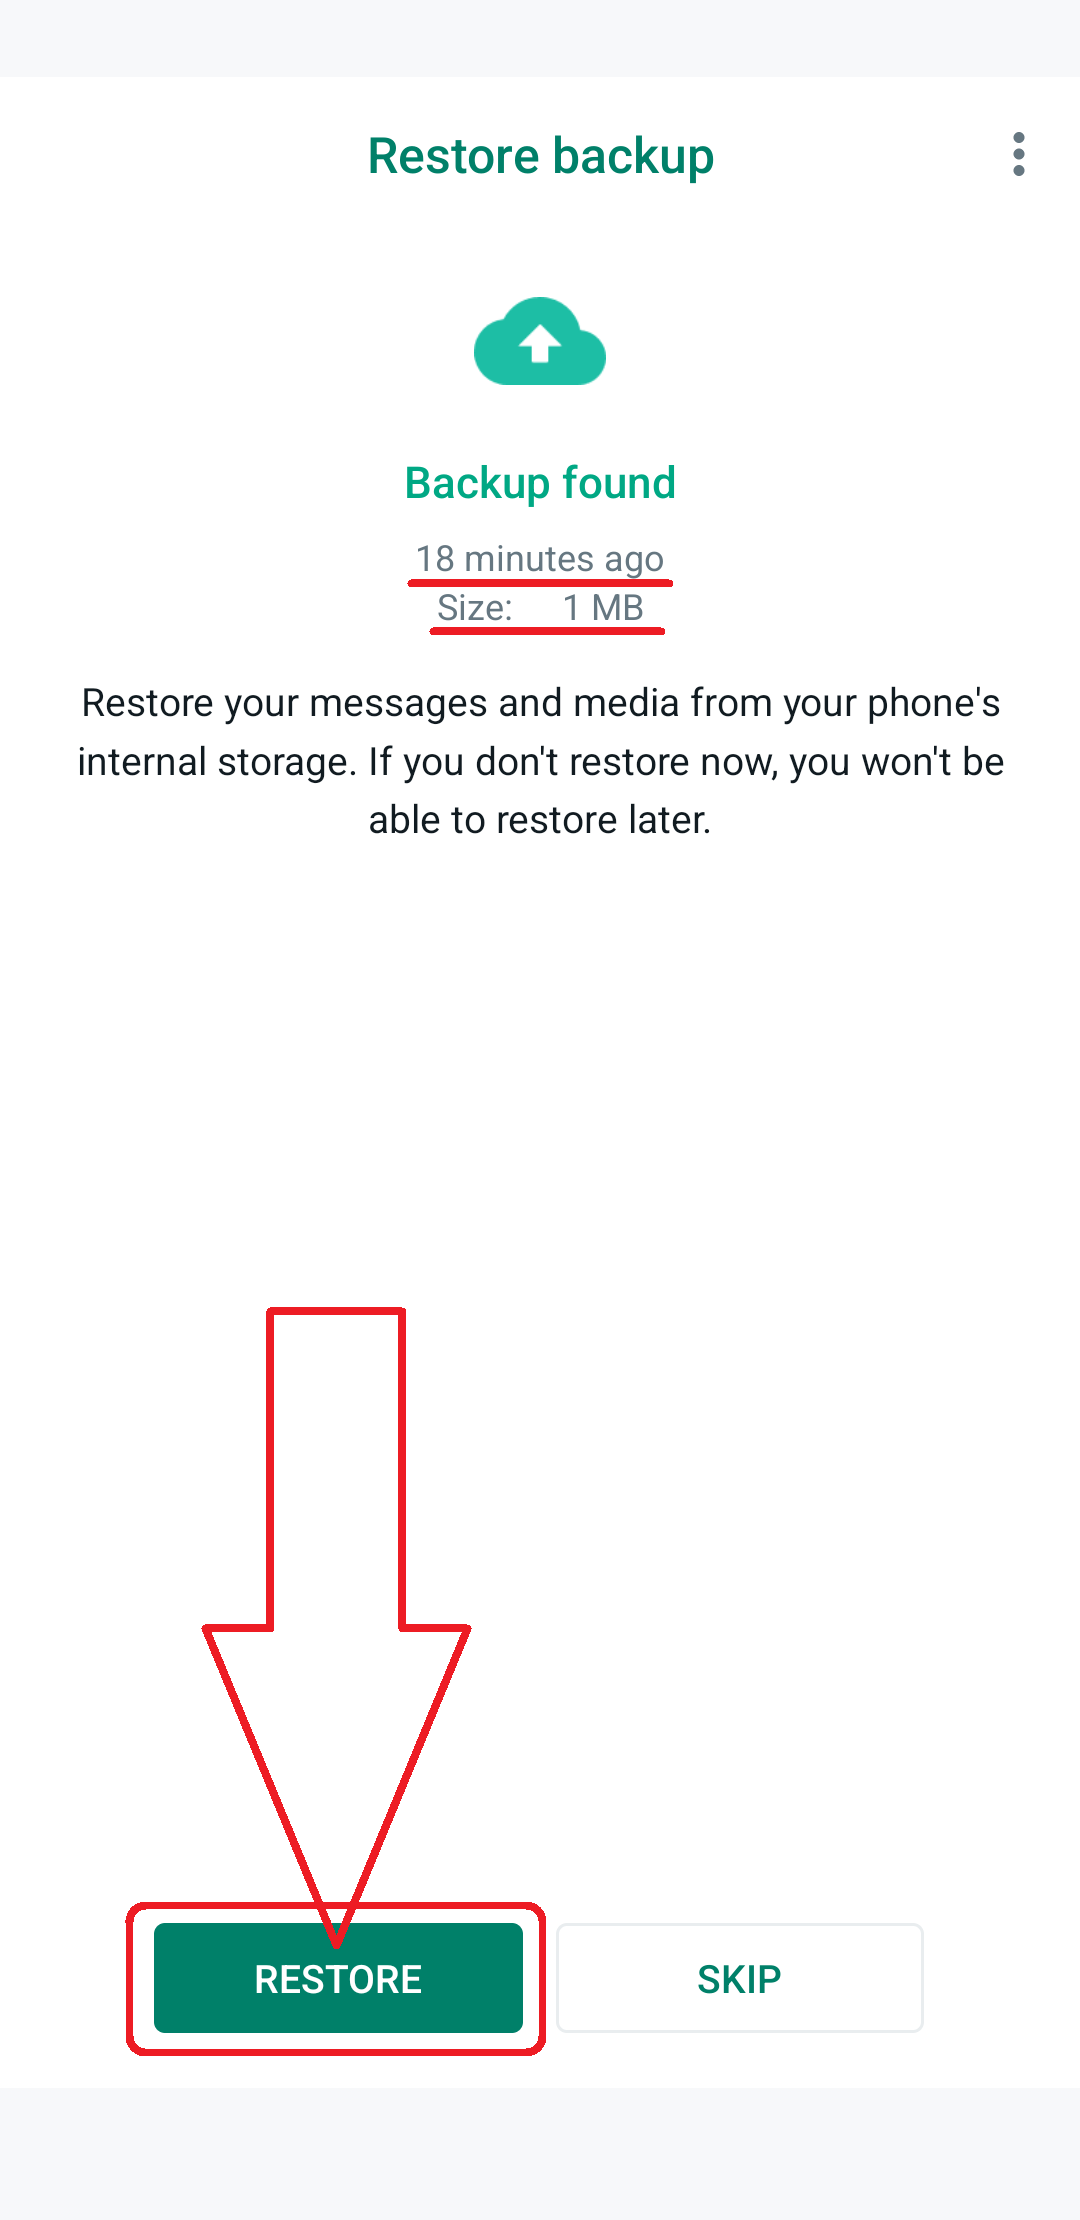 Restore backup
Backup found
18 minutes ago
Size: 1 MB
Restore your messages and media from your phone's
internal storage. If you don't restore now, you won't be
able to restore later.
RESTORE
SKIP